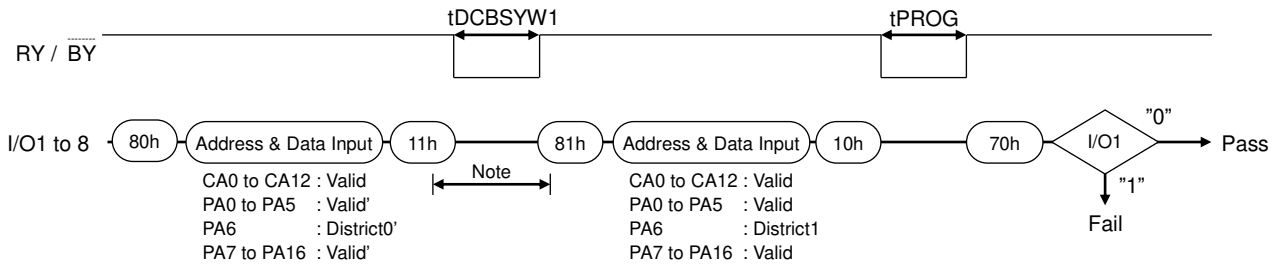 tDCBSYW1
tPROG
RY / BY
I/O1 to 8
80h
Address & Data Input
11h
81h
Address & Data Input
10h
70h
I/O1
"0"
Pass
"1"
Fail
Note
CA0 to CA12 : Valid
PA0 to PA5 : Valid’
PA6 : District0’
PA7 to PA16 : Valid’
CA0 to CA12 : Valid
PA0 to PA5 : Valid
PA6 : District1
PA7 to PA16 : Valid